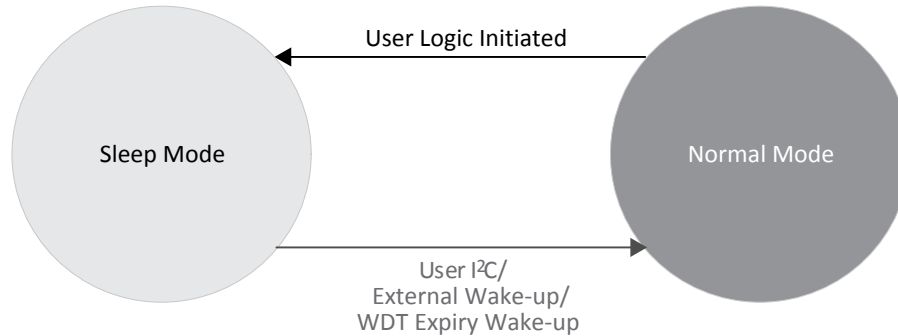 User Logic Initiated
Sleep Mode
Normal Mode
User I²C/
External Wake-up/
WDT Expiry Wake-up